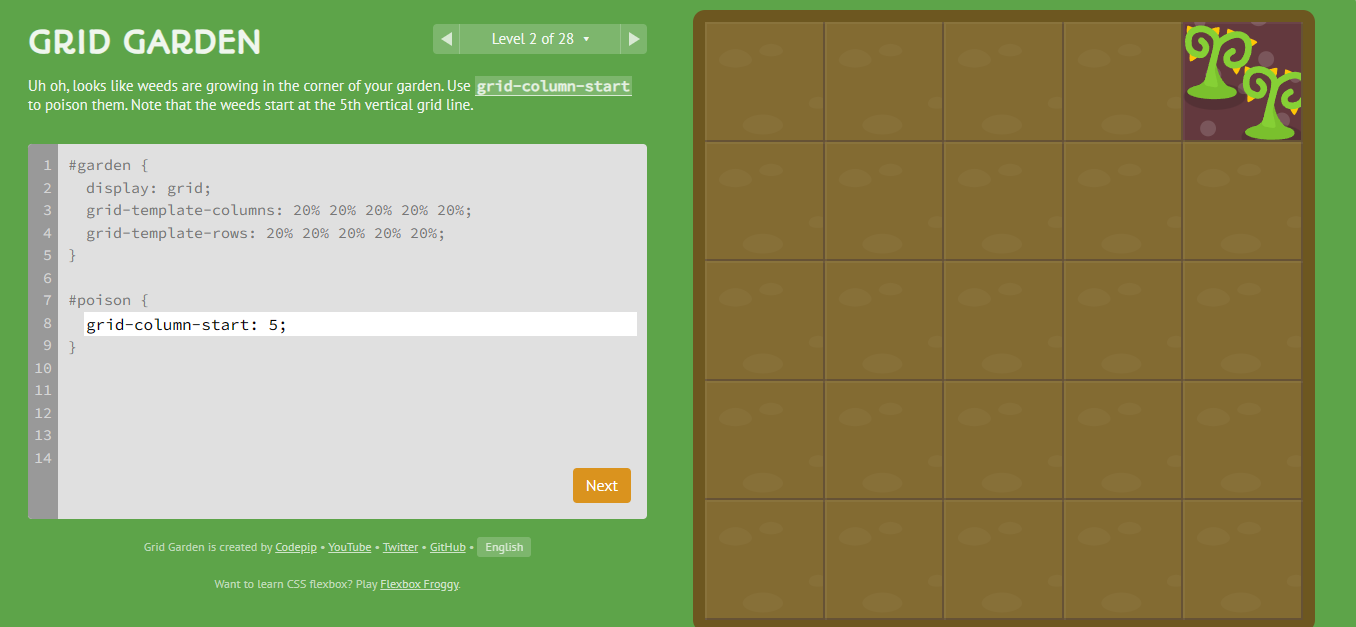 GRID GARDEN
◀ Level 2 of 28 ▾ ▶
Uh oh, looks like weeds are growing in the corner of your garden. Use grid-column-start
to poison them. Note that the weeds start at the 5th vertical grid line.
1 #garden {
2 display: grid;
3 grid-template-columns: 20% 20% 20% 20% 20%;
4 grid-template-rows: 20% 20% 20% 20% 20%;
5 }
6
7 #poison {
8 grid-column-start: 5;
9 }
10
11
12
13
14
Next
Grid Garden is created by Codepip • YouTube • Twitter • GitHub • English
Want to learn CSS flexbox? Play Flexbox Froggy.